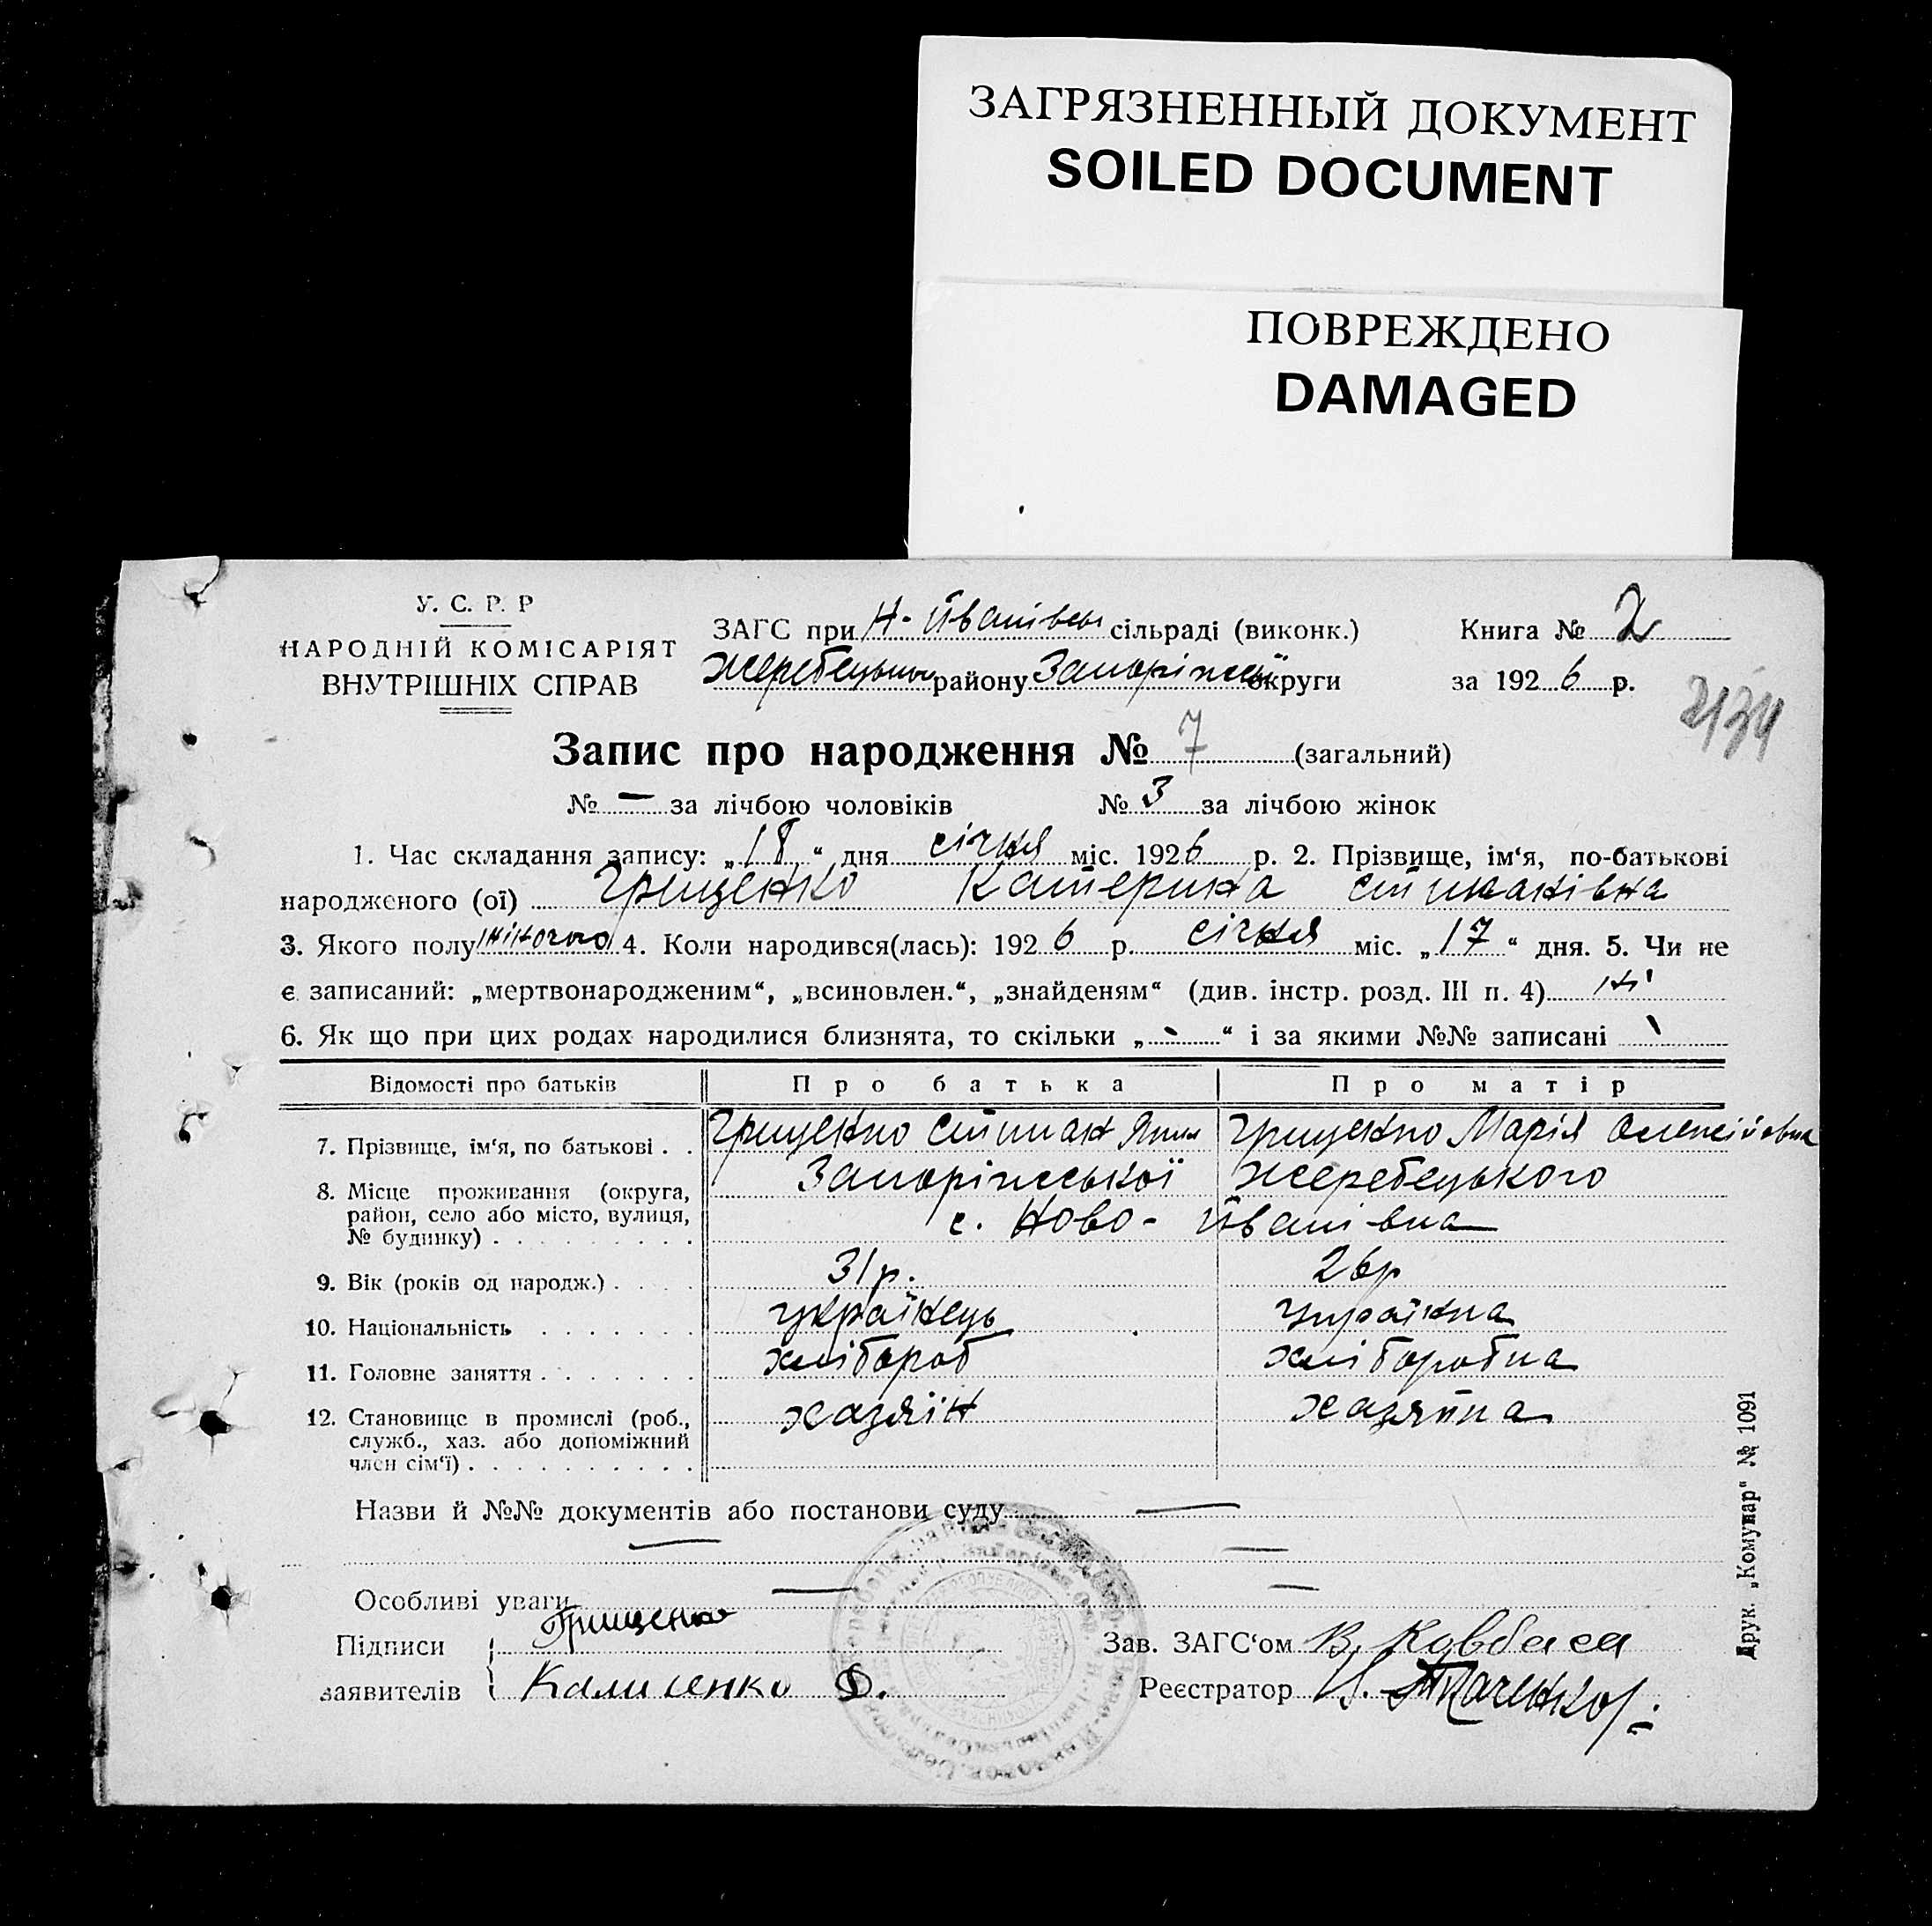 ЗАГРЯЗНЕННЫЙ ДОКУМЕНТ
SOILED DOCUMENT
ПОВРЕЖДЕНО
DAMAGED
У. С. Р. Р
НАРОДНІЙ КОМІСАРІЯТ
ВНУТРІШНІХ СПРАВ
ЗАГС при Н-Йванівськ сільраді (виконк.)
Жеребецьком району Запоріжськ округи
Книга № 2
за 1926 р.
2134
Запис про народження № 7 (загальний)
№ — за лічбою чоловіків № 3 за лічбою жінок
1. Час складання запису: „18“ дня січня міс. 1926 р. 2. Прізвище, ім‘я, по-батькові
народженого (ої) Грищенко Катерина Стипанівна
3. Якого полу жіночого 4. Коли народився(лась): 1926 р. січня міс. „17“ дня. 5. Чи не
є записаний: „мертвонародженим“, „всиновлен.“, „знайденям“ (див. інстр. розд. III п. 4) ні
6. Як що при цих родах народилися близнята, то скільки „-“ і за якими №№ записані
Відомості про батьків Про батька Про матір
7. Прізвище, ім‘я, по батькові . . Грищенко Стипан Грищенко Марія Олексіївна
8. Місце проживання (округа, район, село або місто, вулиця, № будинку) . Запоріжської Жеребецького
с. Ново-Йванівка
9. Вік (років од народж.) . 31 р. 26 р
10. Національність . українець українка
11. Головне заняття . хлібороб хліборобка
12. Становище в промислі (роб., служб., хаз. або допоміжний член сім‘ї) . хазяїн хазяйка
Назви й №№ документів або постанови суду —
— —
Особливі уваги — —
Підписи Грищенко
заявителів Калисенко Д.
Зав. ЗАГС‘ом В. Ковбаса
Реєстратор Ткаченко
Друк. „Комунар“ № 1091